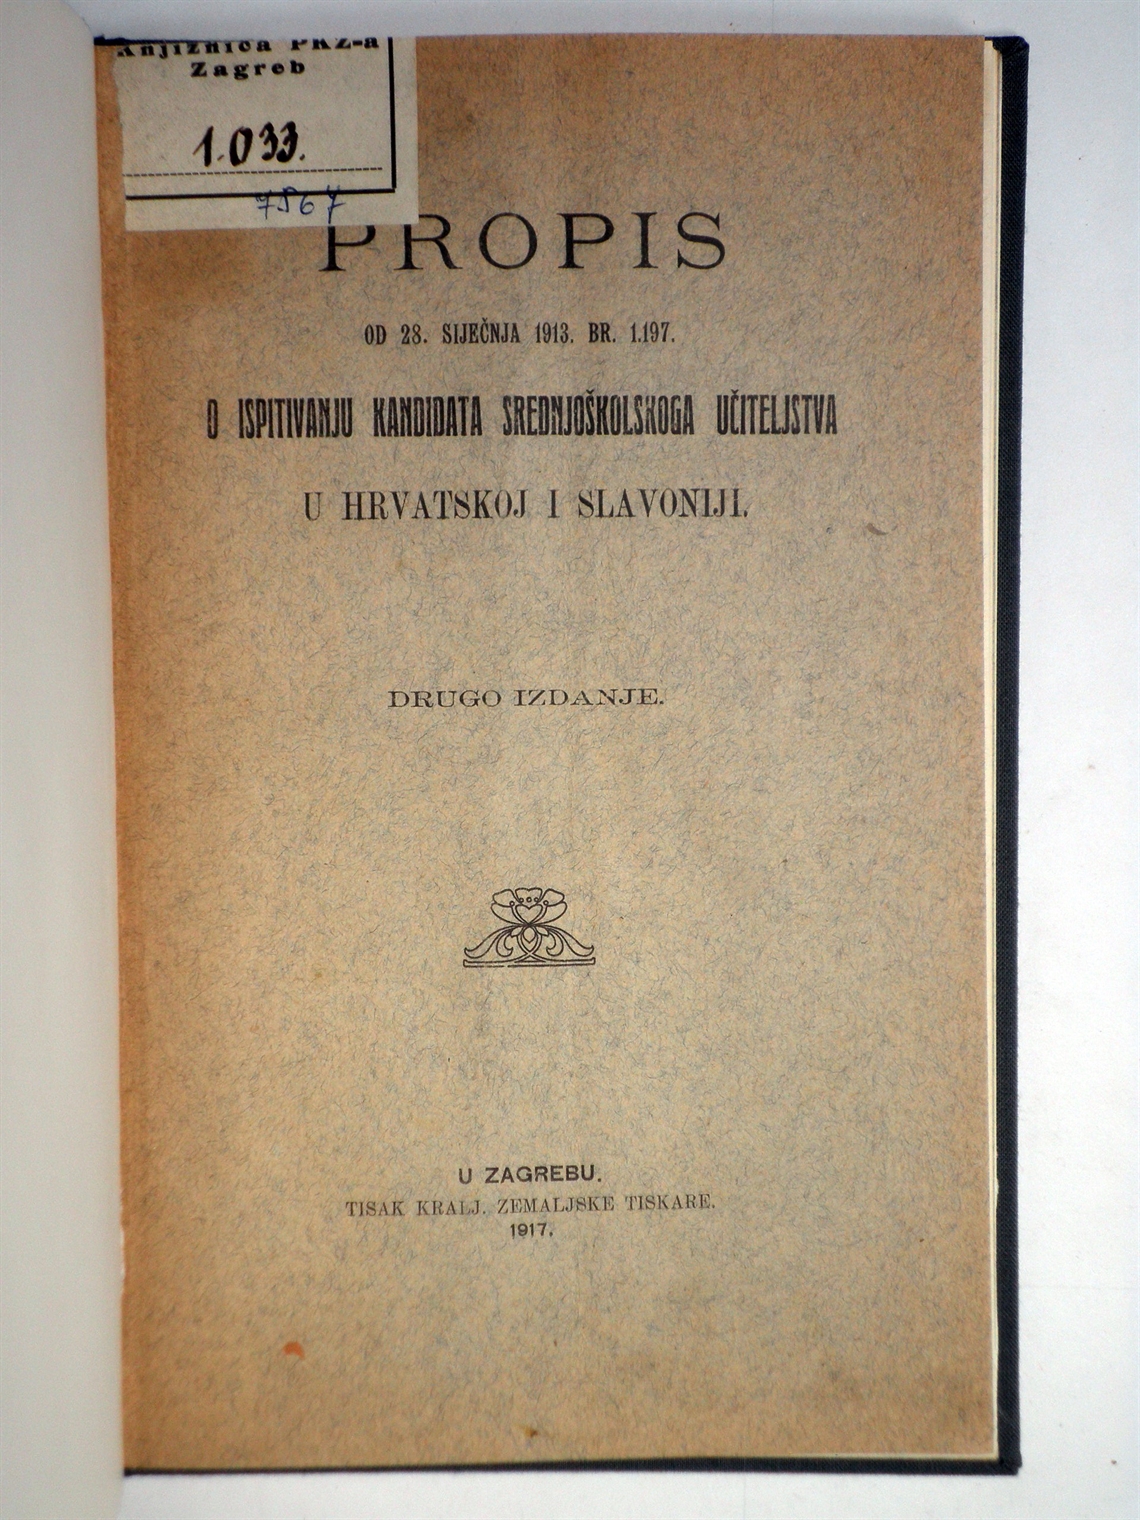 Knjižnica PKZ-a
Zagreb
1.033.
7567
PROPIS
OD 28. SIJEČNJA 1913. BR. 1.197.
O ISPITIVANJU KANDIDATA SREDNJOŠKOLSKOGA UČITELJSTVA
U HRVATSKOJ I SLAVONIJI.
DRUGO IZDANJE.
U ZAGREBU.
TISAK KRALJ. ZEMALJSKE TISKARE.
1917.